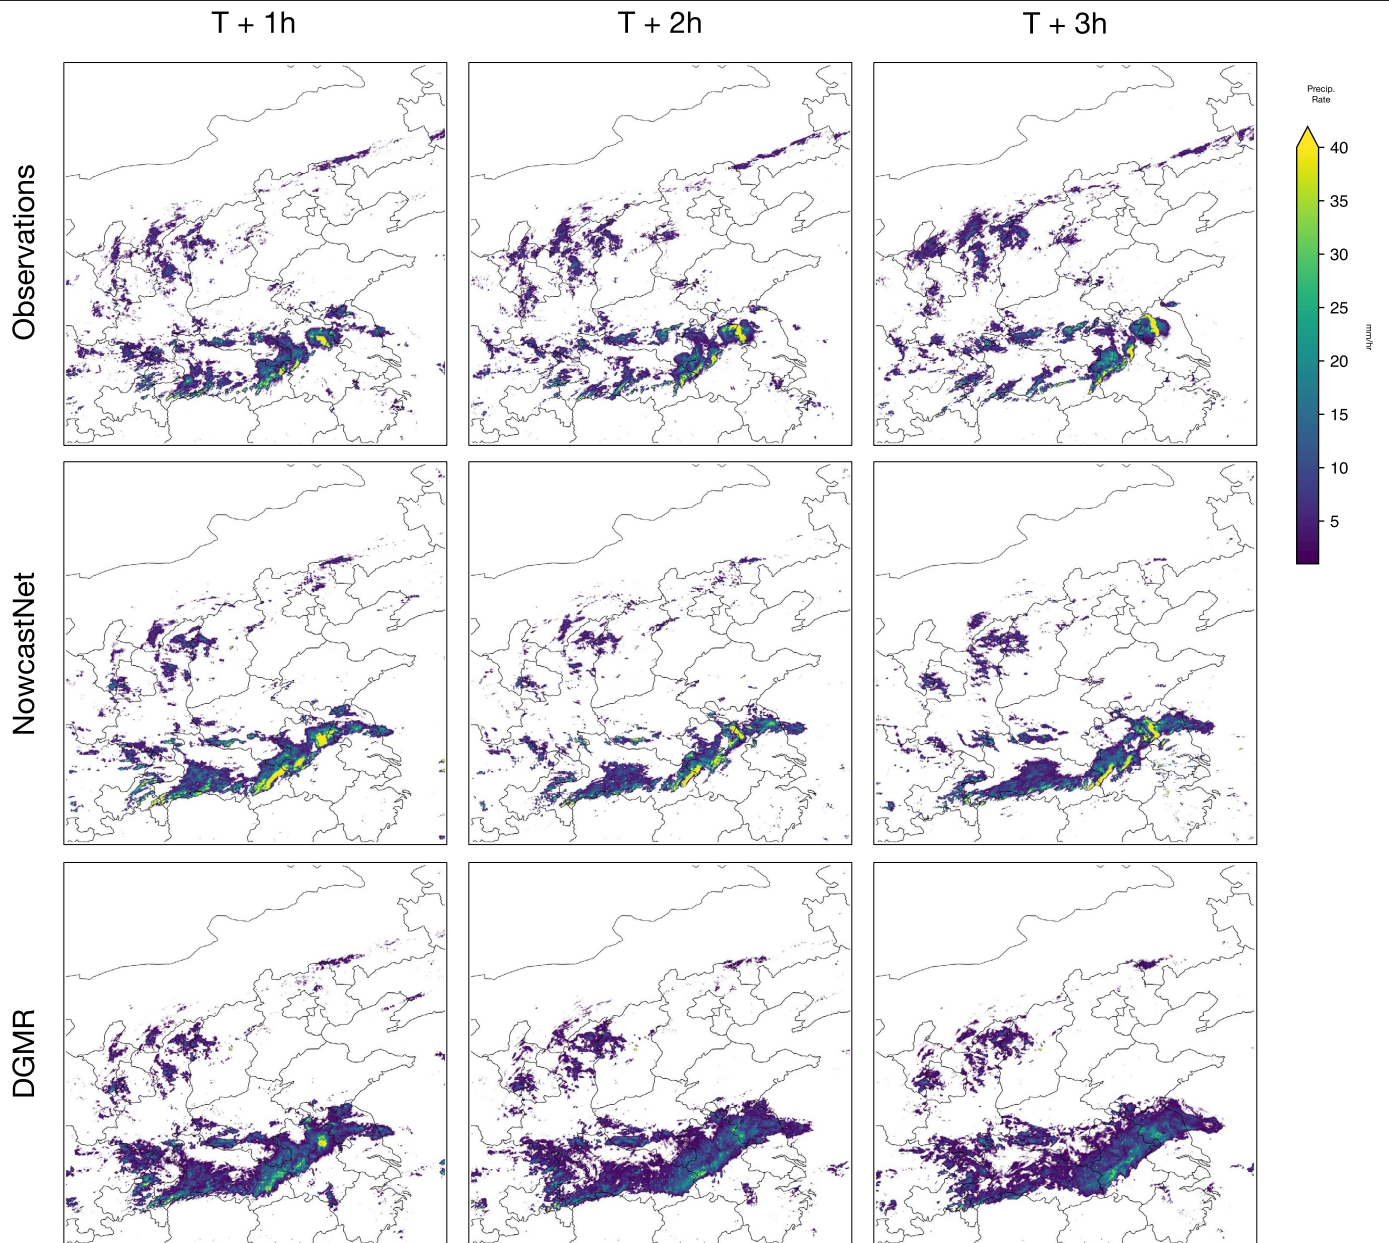 T + 1h
T + 2h
T + 3h
Precip.
Rate
40
35
30
25
20
15
10
5
mm/hr
Observations
NowcastNet
DGMR